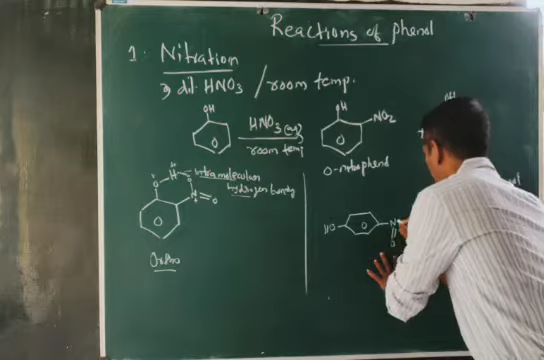 Reactions of phenol
1. Nitration
a) dil. HNO3 / room temp.
OH
HNO3(aq)
room temp
OH
NO2
O-nitrophenol
OH
H
intramolecular
hydrogen bonding
O
N=O
Ortho
HO
N
O